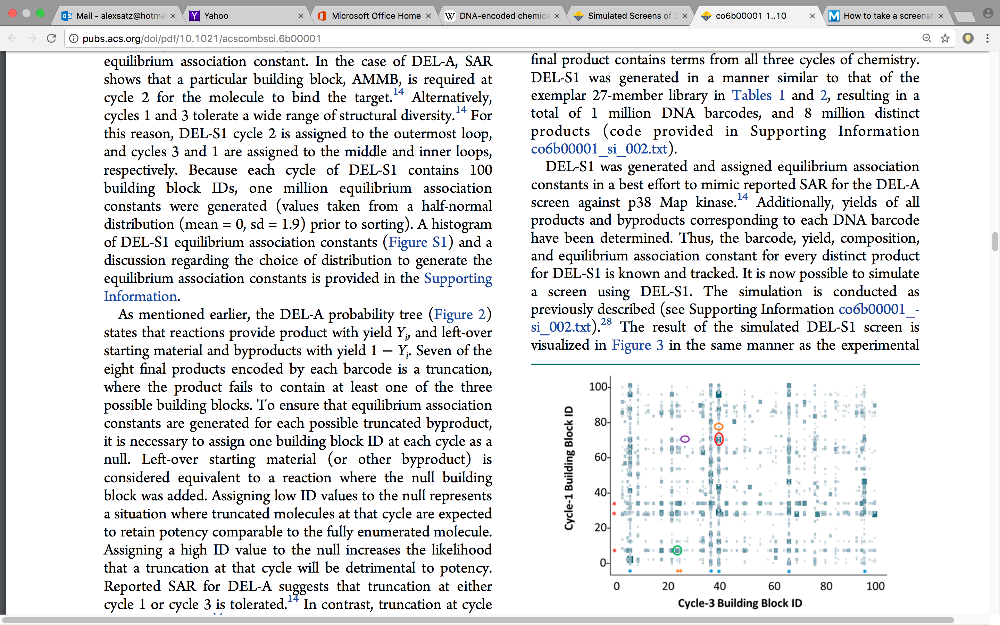 Mail - alexsatz@hotma
Yahoo
Microsoft Office Home
DNA-encoded chemica
Simulated Screens of D
co6b00001 1..10
How to take a screensh
pubs.acs.org/doi/pdf/10.1021/acscombsci.6b00001
equilibrium association constant. In the case of DEL-A, SAR
shows that a particular building block, AMMB, is required at
cycle 2 for the molecule to bind the target.14 Alternatively,
cycles 1 and 3 tolerate a wide range of structural diversity.14 For
this reason, DEL-S1 cycle 2 is assigned to the outermost loop,
and cycles 3 and 1 are assigned to the middle and inner loops,
respectively. Because each cycle of DEL-S1 contains 100
building block IDs, one million equilibrium association
constants were generated (values taken from a half-normal
distribution (mean = 0, sd = 1.9) prior to sorting). A histogram
of DEL-S1 equilibrium association constants (Figure S1) and a
discussion regarding the choice of distribution to generate the
equilibrium association constants is provided in the Supporting
Information.
As mentioned earlier, the DEL-A probability tree (Figure 2)
states that reactions provide product with yield Yi, and left-over
starting material and byproducts with yield 1 − Yi. Seven of the
eight final products encoded by each barcode is a truncation,
where the product fails to contain at least one of the three
possible building blocks. To ensure that equilibrium association
constants are generated for each possible truncated byproduct,
it is necessary to assign one building block ID at each cycle as a
null. Left-over starting material (or other byproduct) is
considered equivalent to a reaction where the null building
block was added. Assigning low ID values to the null represents
a situation where truncated molecules at that cycle are expected
to retain potency comparable to the fully enumerated molecule.
Assigning a high ID value to the null increases the likelihood
that a truncation at that cycle will be detrimental to potency.
Reported SAR for DEL-A suggests that truncation at either
cycle 1 or cycle 3 is tolerated.14 In contrast, truncation at cycle
final product contains terms from all three cycles of chemistry.
DEL-S1 was generated in a manner similar to that of the
exemplar 27-member library in Tables 1 and 2, resulting in a
total of 1 million DNA barcodes, and 8 million distinct
products (code provided in Supporting Information
co6b00001_si_002.txt).
DEL-S1 was generated and assigned equilibrium association
constants in a best effort to mimic reported SAR for the DEL-A
screen against p38 Map kinase.14 Additionally, yields of all
products and byproducts corresponding to each DNA barcode
have been determined. Thus, the barcode, yield, composition,
and equilibrium association constant for every distinct product
for DEL-S1 is known and tracked. It is now possible to simulate
a screen using DEL-S1. The simulation is conducted as
previously described (see Supporting Information co6b00001_-
si_002.txt).28 The result of the simulated DEL-S1 screen is
visualized in Figure 3 in the same manner as the experimental
Cycle-1 Building Block ID
100
80
60
40
20
0
0 20 40 60 80 100
Cycle-3 Building Block ID